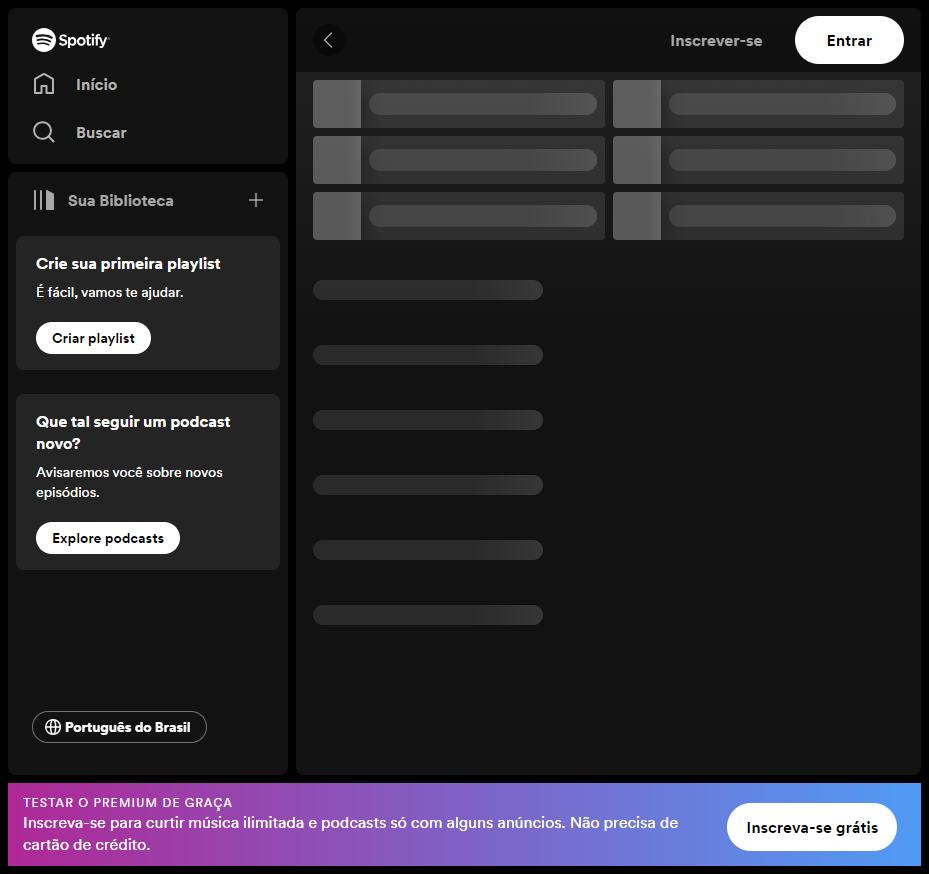 Spotify
Início
Buscar
Sua Biblioteca
Crie sua primeira playlist
É fácil, vamos te ajudar.
Criar playlist
Que tal seguir um podcast
novo?
Avisaremos você sobre novos
episódios.
Explore podcasts
Português do Brasil
Inscrever-se
Entrar
TESTAR O PREMIUM DE GRAÇA
Inscreva-se para curtir música ilimitada e podcasts só com alguns anúncios. Não precisa de
cartão de crédito.
Inscreva-se grátis